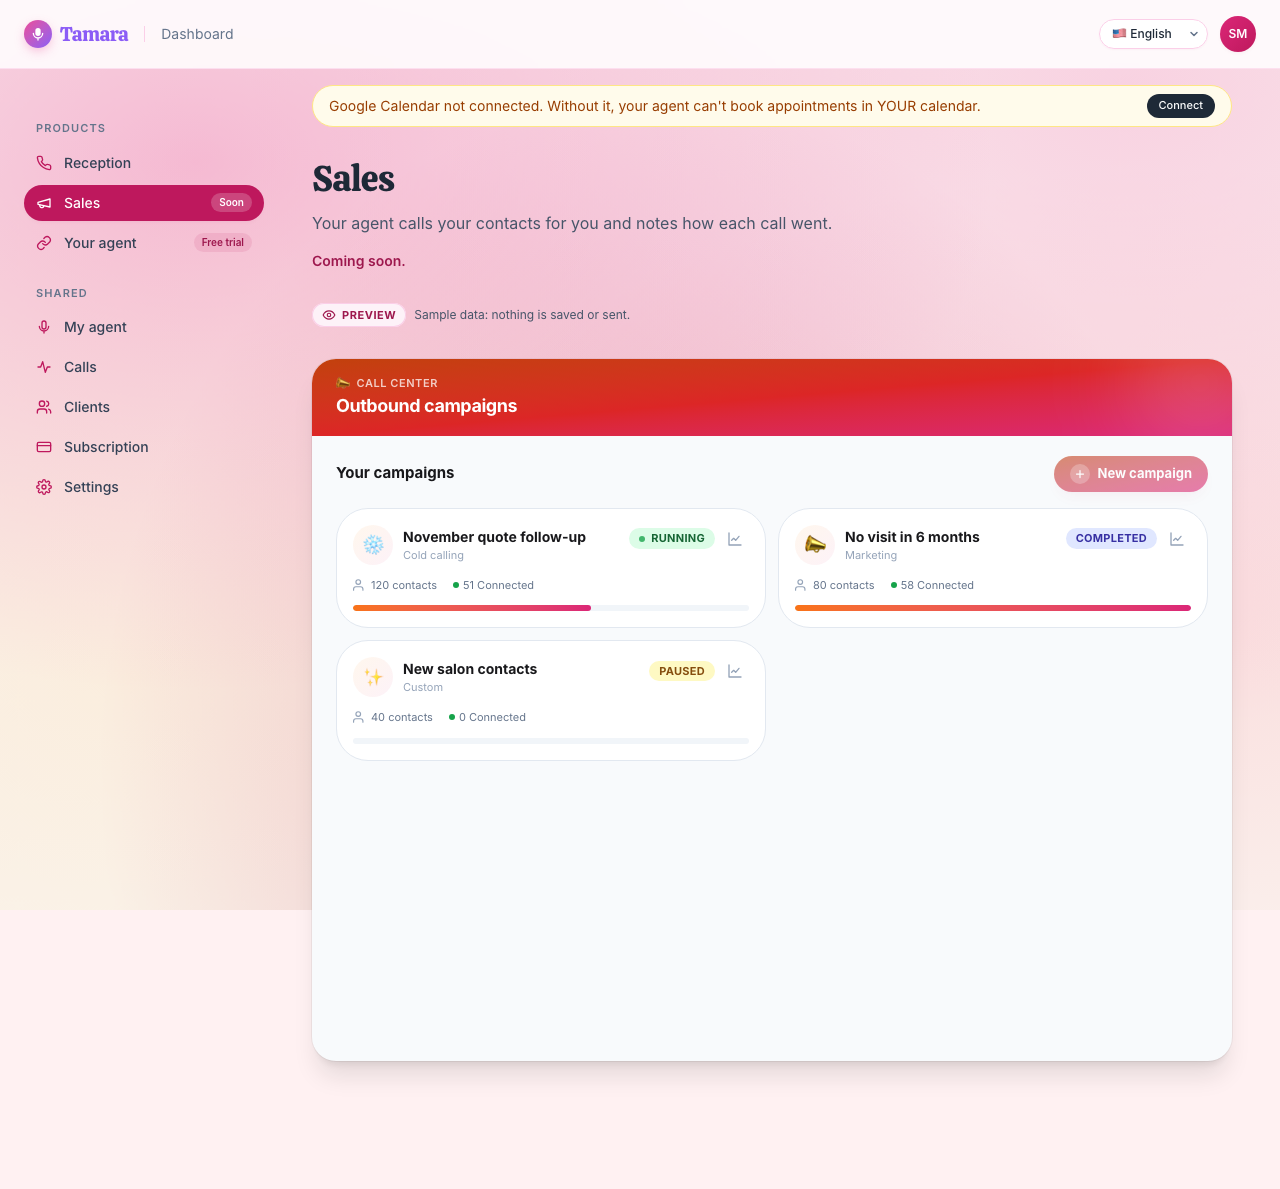 Tamara
Dashboard
English
SM
Google Calendar not connected. Without it, your agent can't book appointments in YOUR calendar.
Connect
PRODUCTS
Reception
Sales
Soon
Your agent
Free trial
SHARED
My agent
Calls
Clients
Subscription
Settings
Sales
Your agent calls your contacts for you and notes how each call went.
Coming soon.
PREVIEW
Sample data: nothing is saved or sent.
CALL CENTER
Outbound campaigns
Your campaigns
New campaign
November quote follow-up
RUNNING
Cold calling
120 contacts
51 Connected
No visit in 6 months
COMPLETED
Marketing
80 contacts
58 Connected
New salon contacts
PAUSED
Custom
40 contacts
0 Connected